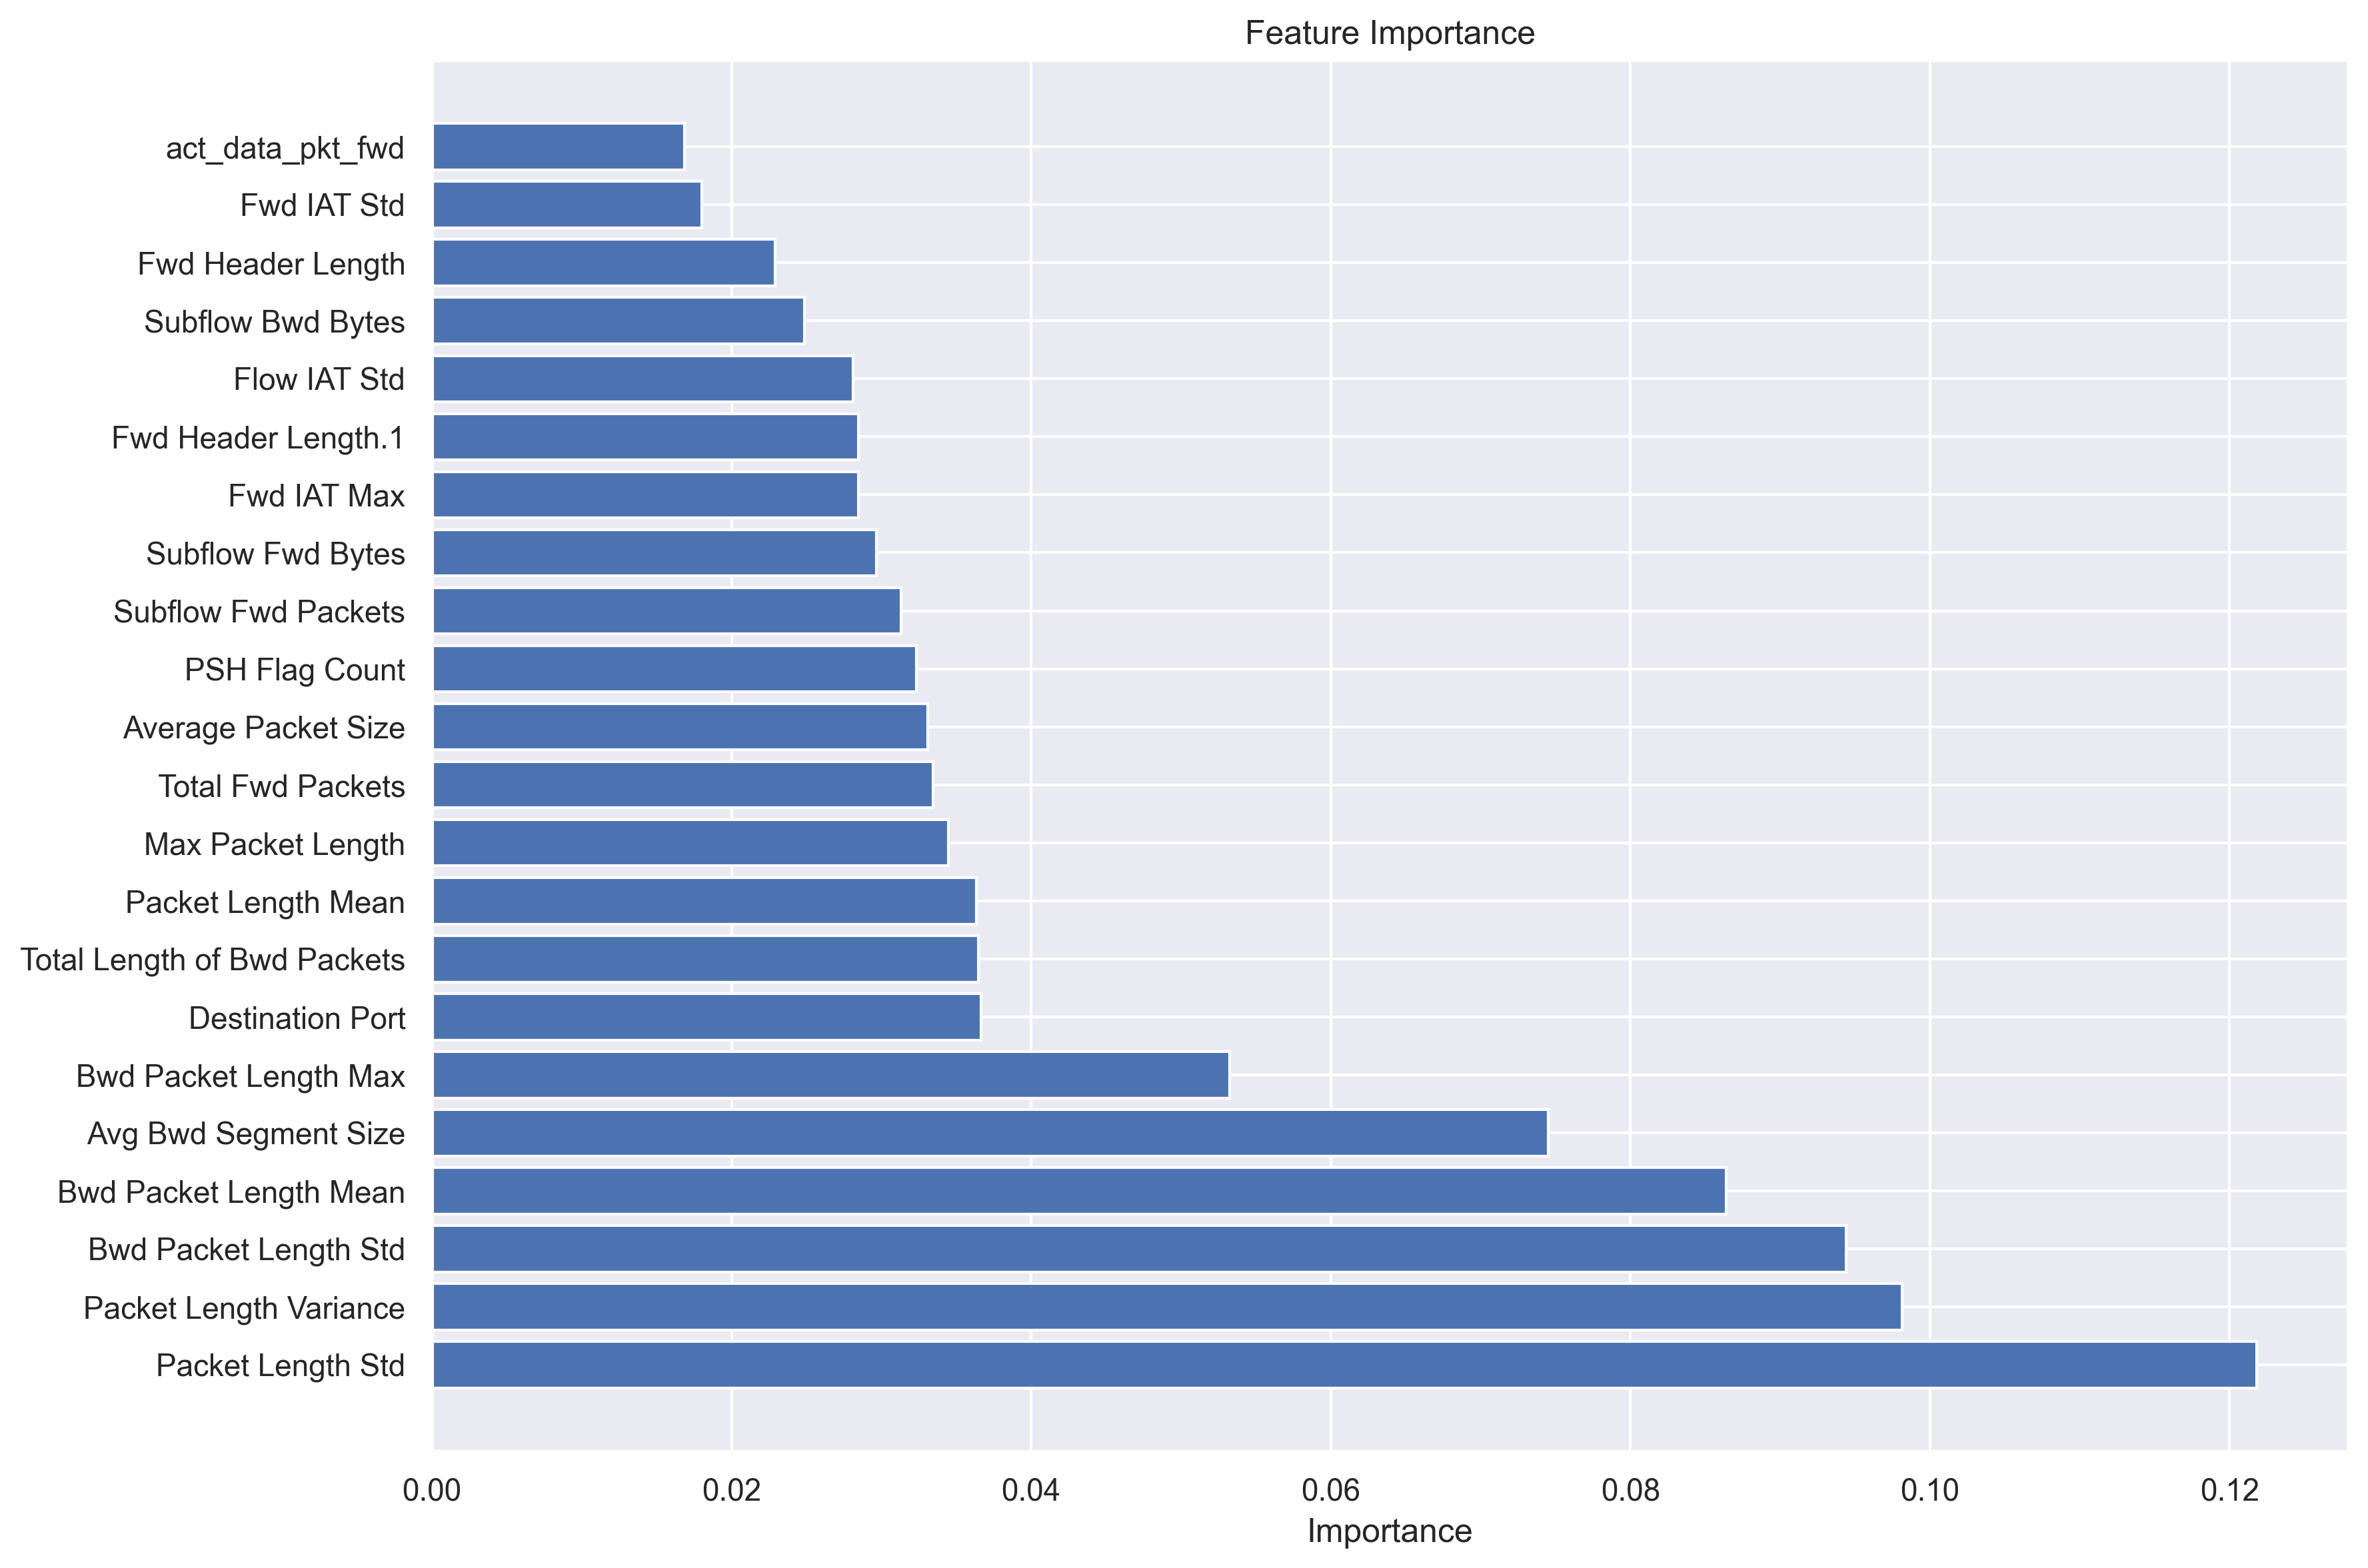 Feature Importance
act_data_pkt_fwd
Fwd IAT Std
Fwd Header Length
Subflow Bwd Bytes
Flow IAT Std
Fwd Header Length.1
Fwd IAT Max
Subflow Fwd Bytes
Subflow Fwd Packets
PSH Flag Count
Average Packet Size
Total Fwd Packets
Max Packet Length
Packet Length Mean
Total Length of Bwd Packets
Destination Port
Bwd Packet Length Max
Avg Bwd Segment Size
Bwd Packet Length Mean
Bwd Packet Length Std
Packet Length Variance
Packet Length Std
0.00 0.02 0.04 0.06 0.08 0.10 0.12
Importance